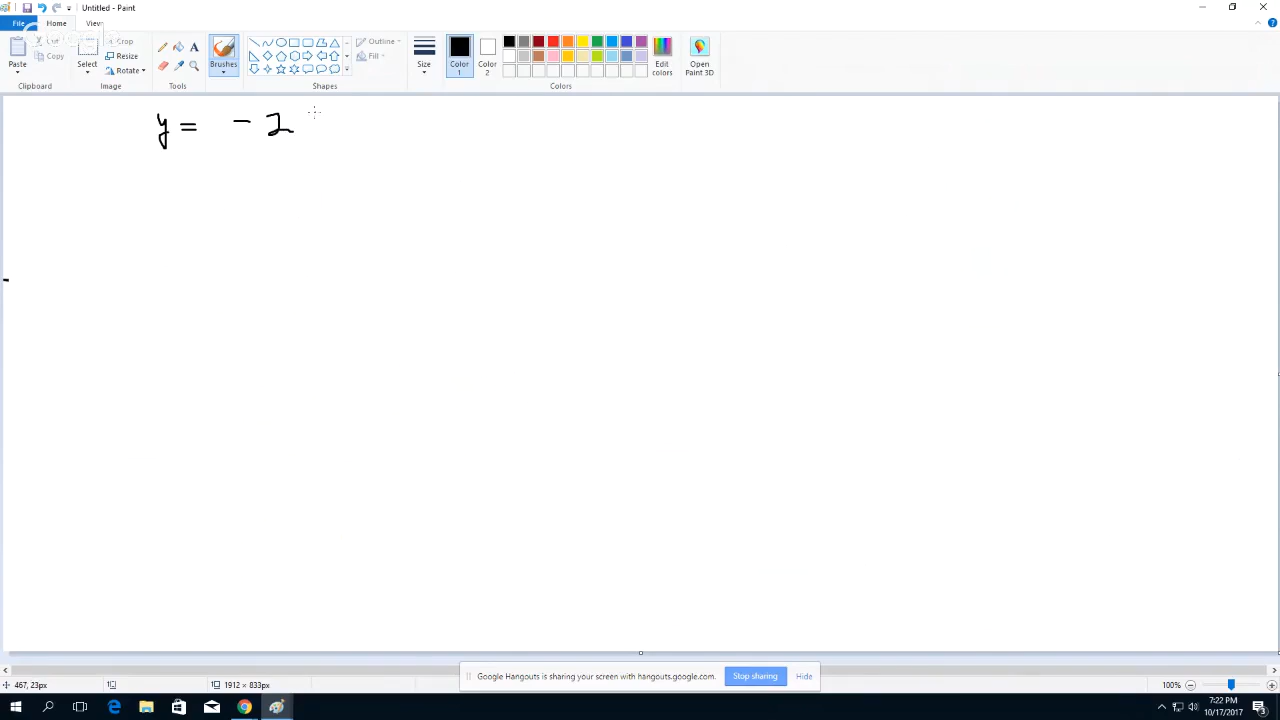 Untitled - Paint
File Home View
Paste Cut Copy Select Crop Resize Rotate Brushes Outline Fill Size Color 1 Color 2 Edit colors Open Paint 3D
Clipboard Image Tools Shapes Colors
y = - 2
Google Hangouts is sharing your screen with hangouts.google.com. Stop sharing Hide
467, 23px 1912 × 833px 100%
7:22 PM
10/17/2017